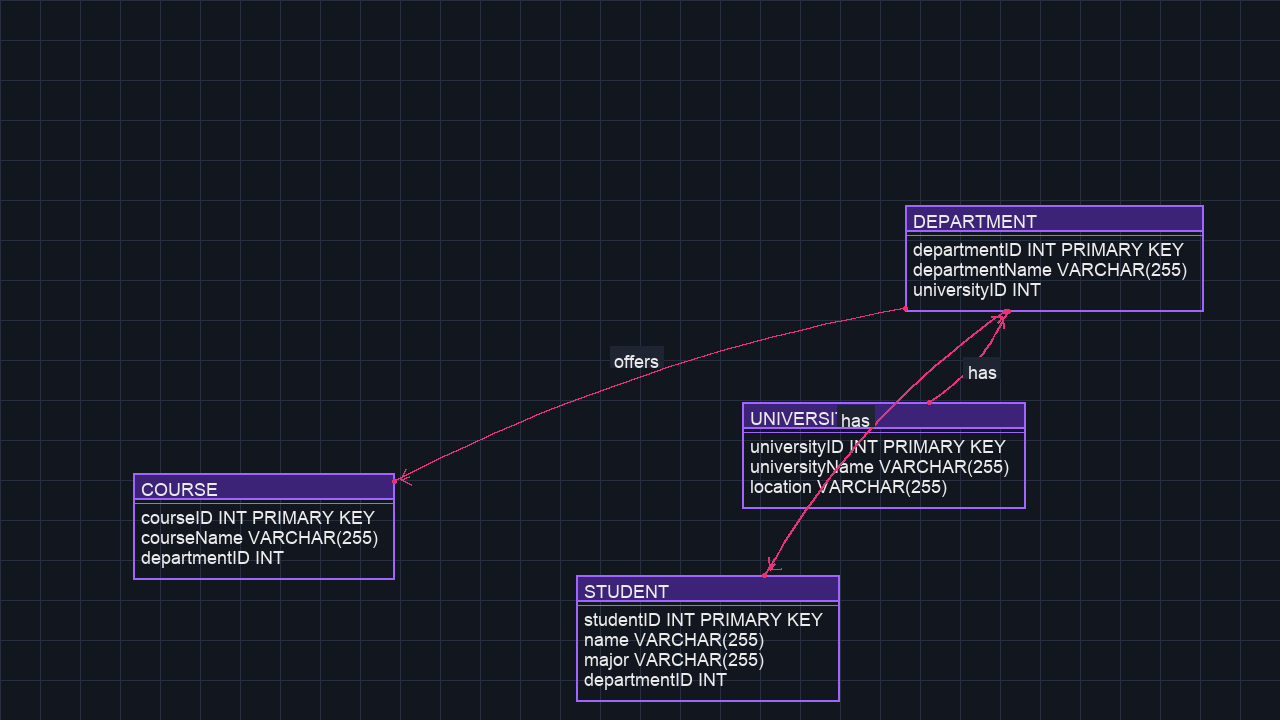 DEPARTMENT
departmentID INT PRIMARY KEY
departmentName VARCHAR(255)
universityID INT
offers
has
UNIVERSI
has
universityID INT PRIMARY KEY
universityName VARCHAR(255)
location VARCHAR(255)
COURSE
courseID INT PRIMARY KEY
courseName VARCHAR(255)
departmentID INT
STUDENT
studentID INT PRIMARY KEY
name VARCHAR(255)
major VARCHAR(255)
departmentID INT